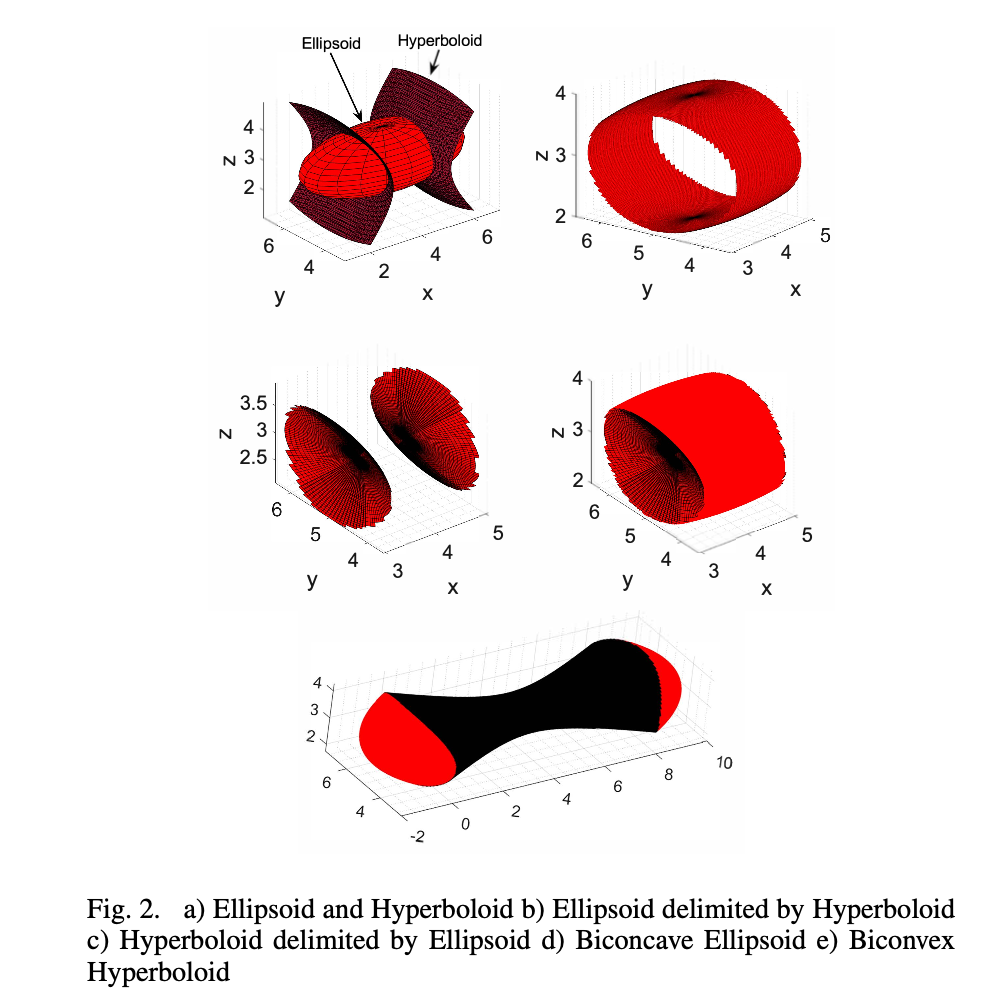 Ellipsoid
Hyperboloid
4
3
2
z
6
4
y
2
4
6
x
4
3
2
z
6
5
4
y
3
4
5
x
3.5
3
2.5
z
6
5
4
y
3
4
5
x
4
3
2
z
6
5
4
y
3
4
5
x
4
3
2
6
4
-2
0
2
4
6
8
10
Fig. 2. a) Ellipsoid and Hyperboloid b) Ellipsoid delimited by Hyperboloid
c) Hyperboloid delimited by Ellipsoid d) Biconcave Ellipsoid e) Biconvex
Hyperboloid